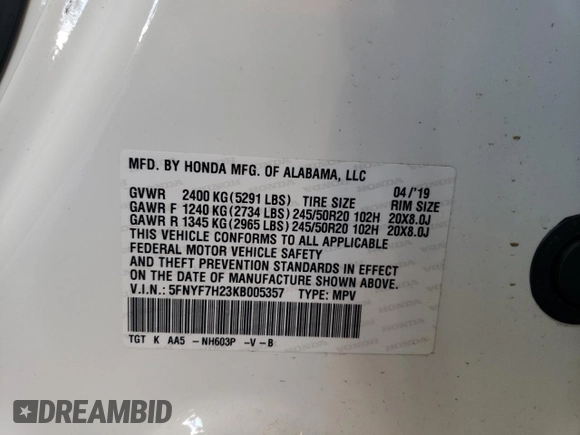 MFD. BY HONDA MFG. OF ALABAMA, LLC
GVWR 2400 KG(5291 LBS) TIRE SIZE 04/'19 RIM SIZE
GAWR F 1240 KG(2734 LBS)245/50R20 102H 20X8.0J
GAWR R 1345 KG(2965 LBS)245/50R20 102H 20X8.0J
THIS VEHICLE CONFORMS TO ALL APPLICABLE
FEDERAL MOTOR VEHICLE SAFETY
AND THEFT PREVENTION STANDARDS IN EFFECT
ON THE DATE OF MANUFACTURE SHOWN ABOVE.
V.I.N.: 5FNYF7H23KB005357 TYPE: MPV
TGT K AA5 - NH603P -V - B
DREAMBID